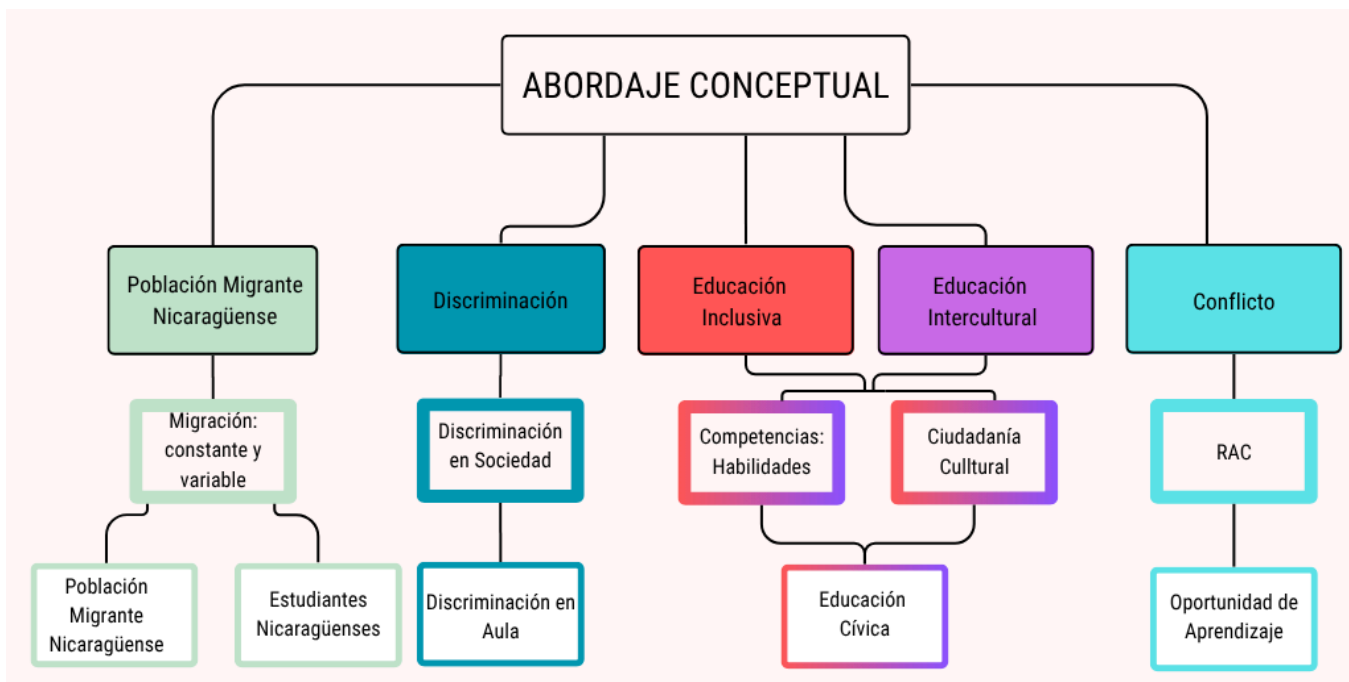 ABORDAJE CONCEPTUAL
Población Migrante
Nicaragüense
Discriminación
Educación
Inclusiva
Educación
Intercultural
Conflicto
Migración:
constante y
variable
Discriminación
en Sociedad
Competencias:
Habilidades
Ciudadanía
Culltural
RAC
Población
Migrante
Nicaragüense
Estudiantes
Nicaragüenses
Discriminación en
Aula
Educación
Cívica
Oportunidad de
Aprendizaje